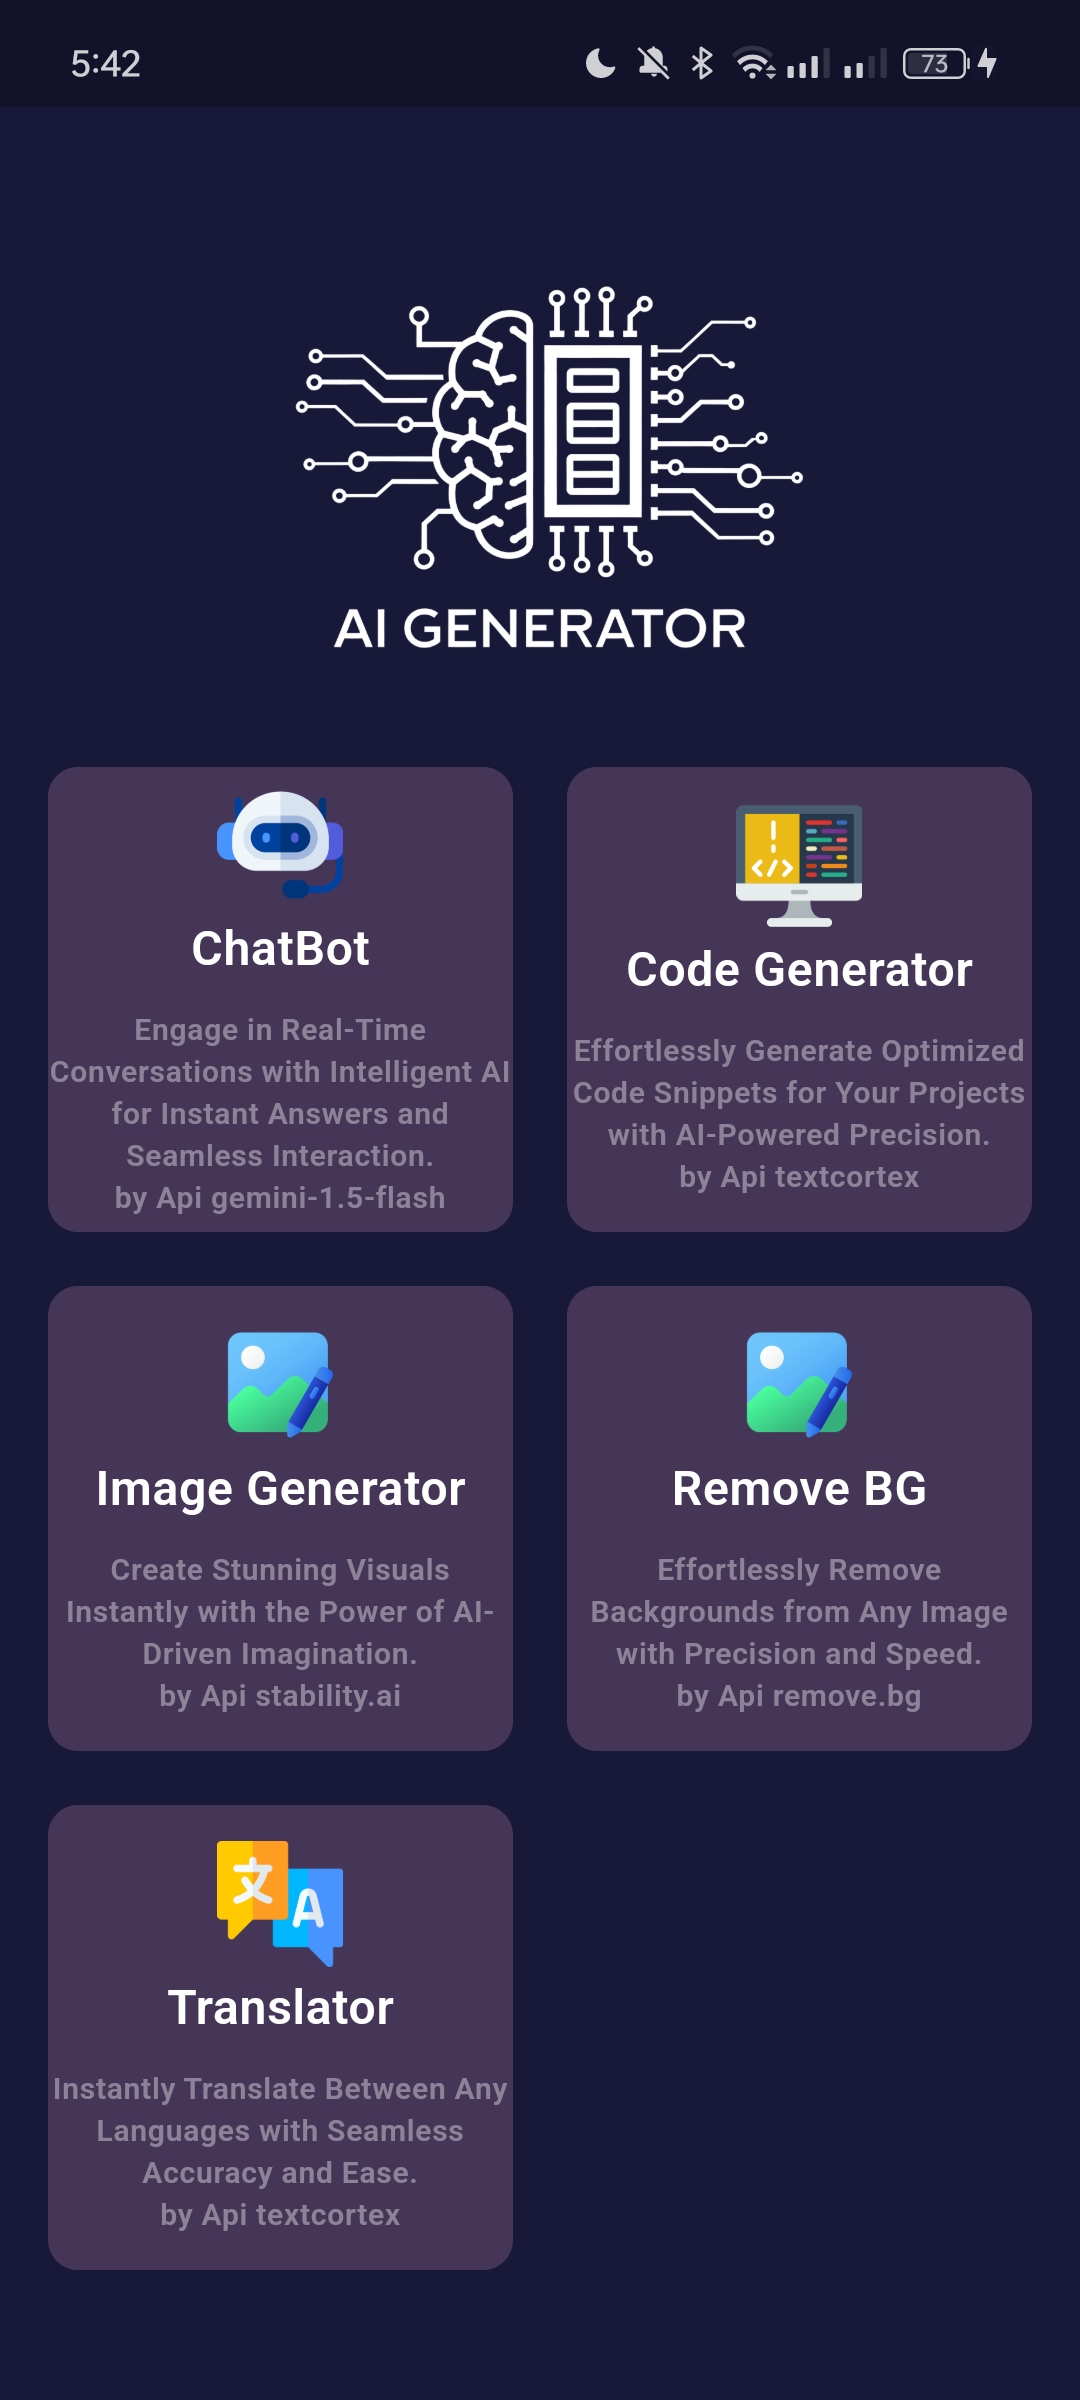 5:42
73
AI GENERATOR
ChatBot
Engage in Real-Time
Conversations with Intelligent AI
for Instant Answers and
Seamless Interaction.
by Api gemini-1.5-flash
Code Generator
Effortlessly Generate Optimized
Code Snippets for Your Projects
with AI-Powered Precision.
by Api textcortex
Image Generator
Create Stunning Visuals
Instantly with the Power of AI-
Driven Imagination.
by Api stability.ai
Remove BG
Effortlessly Remove
Backgrounds from Any Image
with Precision and Speed.
by Api remove.bg
文 A
Translator
Instantly Translate Between Any
Languages with Seamless
Accuracy and Ease.
by Api textcortex